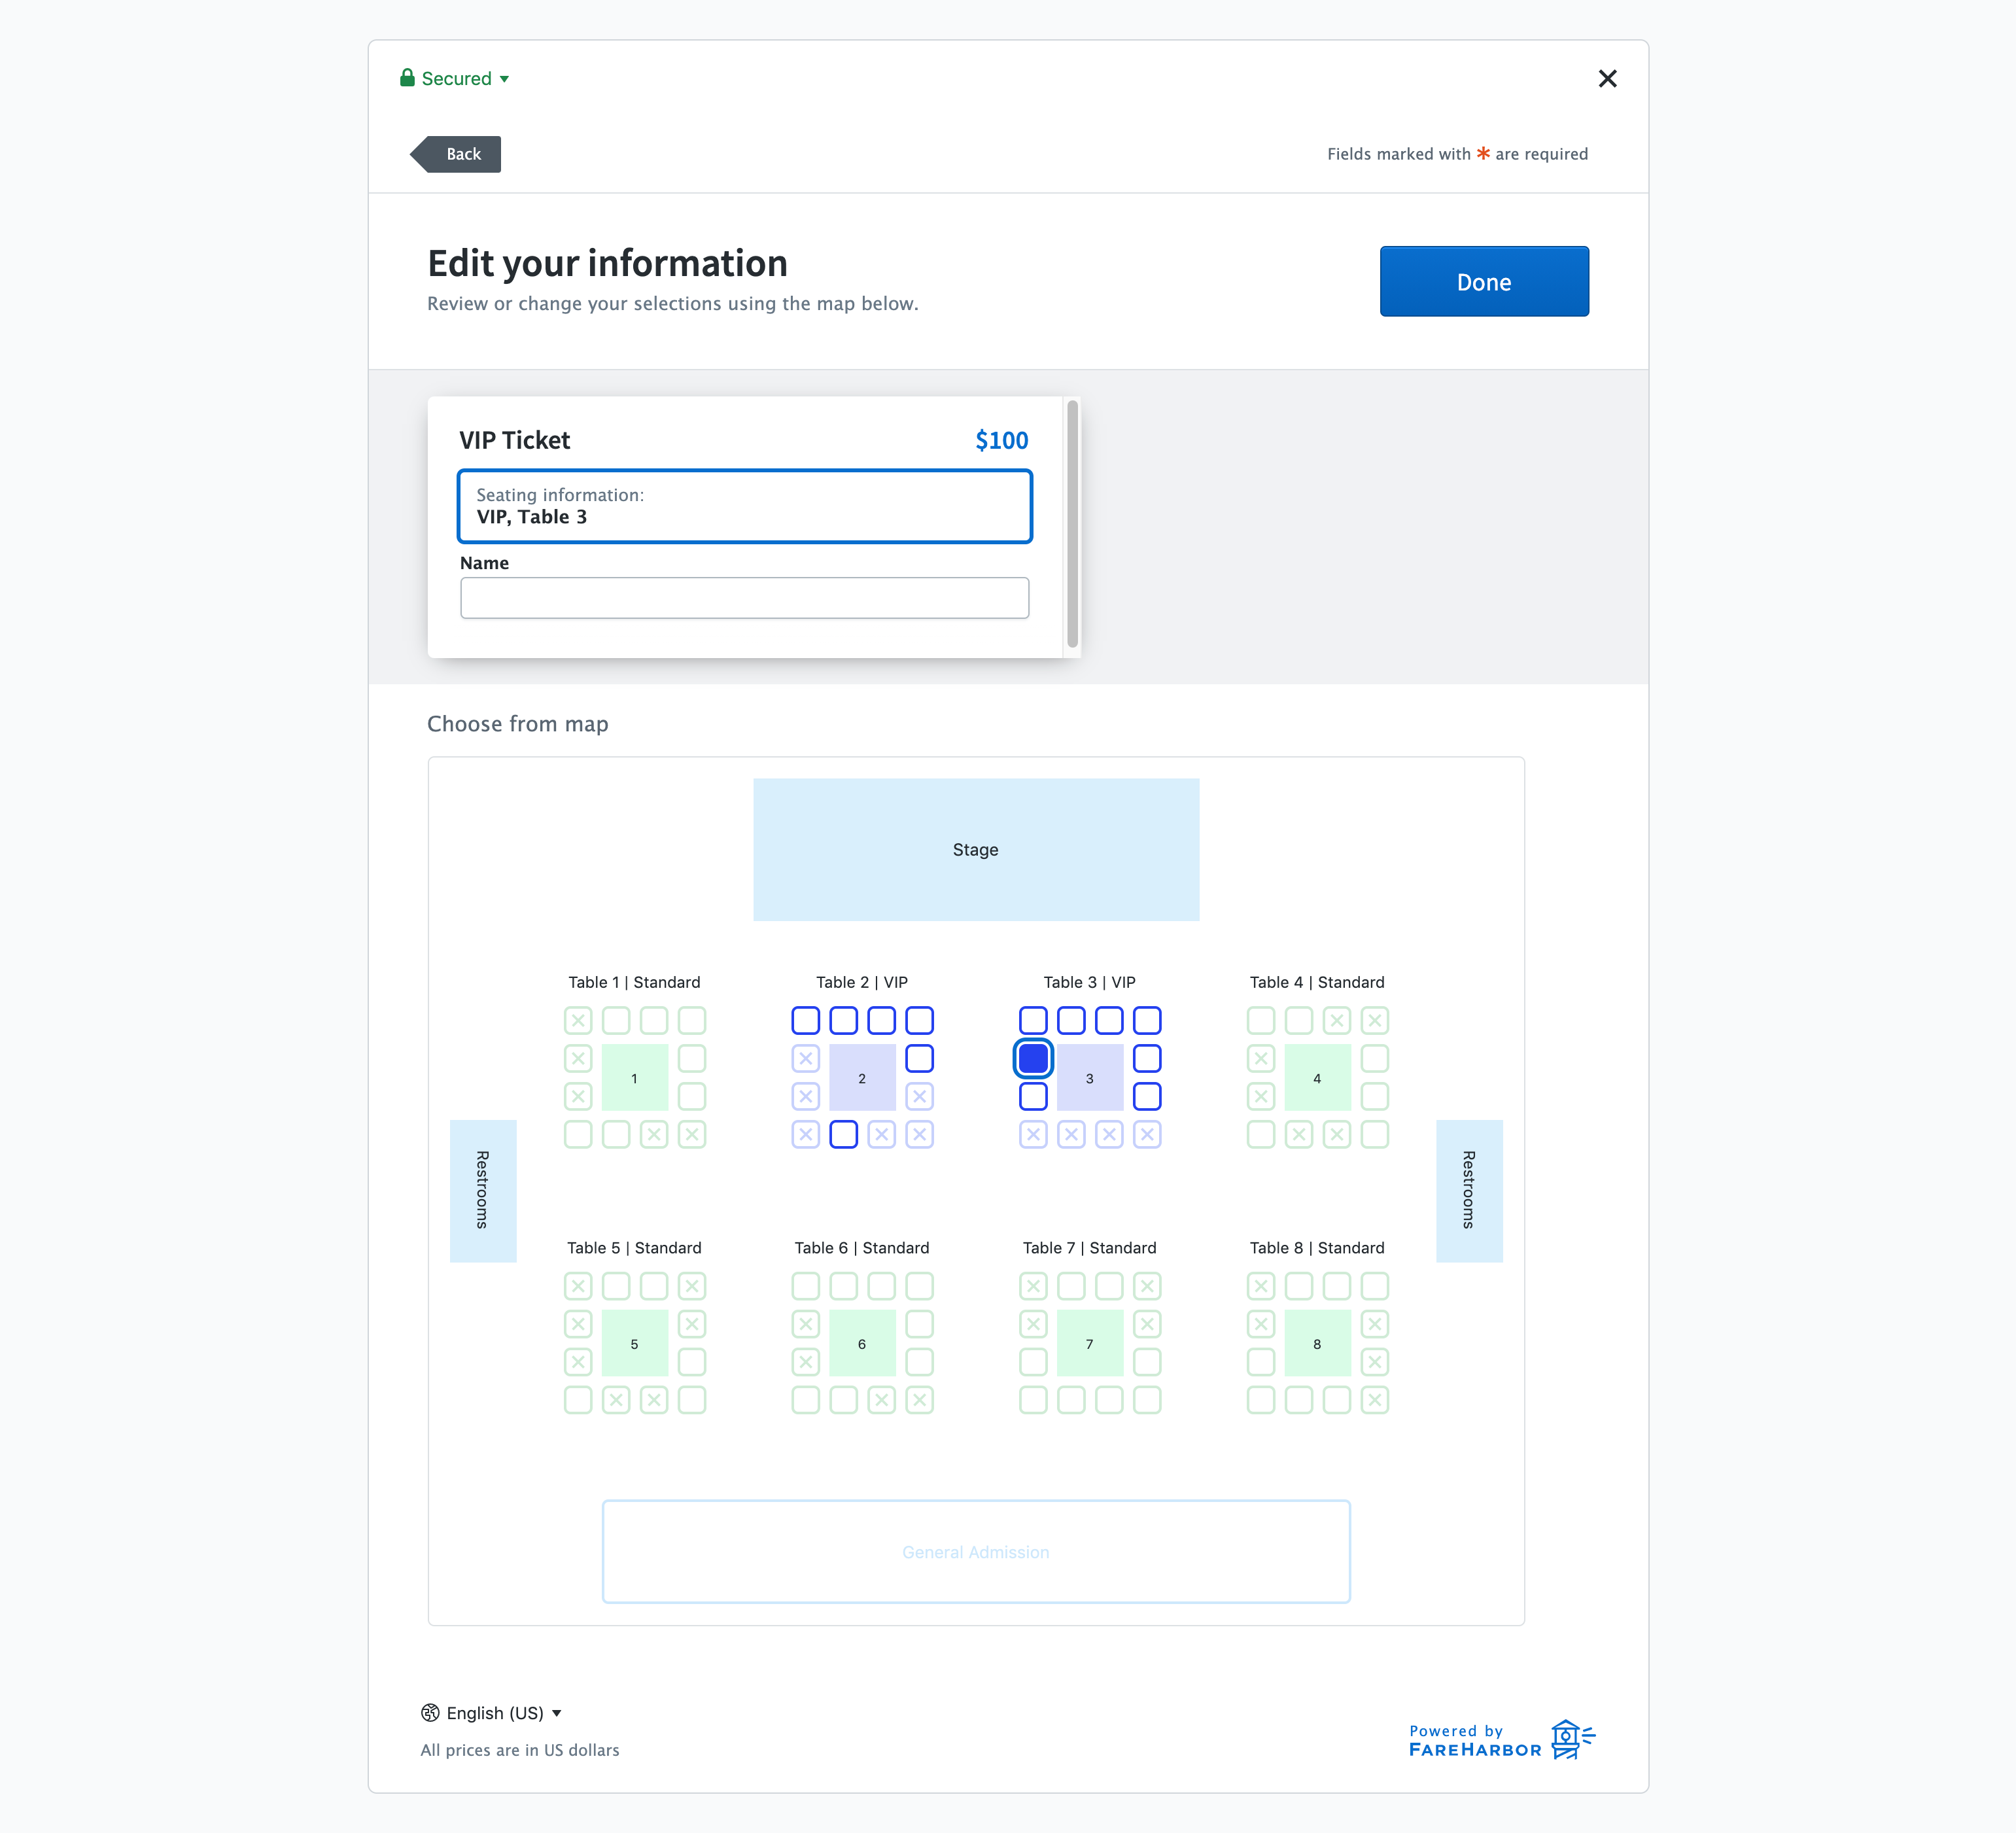 Secured
Back
Fields marked with * are required
Edit your information
Review or change your selections using the map below.
Done
VIP Ticket
$100
Seating information:
VIP, Table 3
Name
Choose from map
Stage
Table 1 | Standard
Table 2 | VIP
Table 3 | VIP
Table 4 | Standard
1
2
3
4
Restrooms
Restrooms
Table 5 | Standard
Table 6 | Standard
Table 7 | Standard
Table 8 | Standard
5
6
7
8
General Admission
English (US)
All prices are in US dollars
Powered by
FAREHARBOR